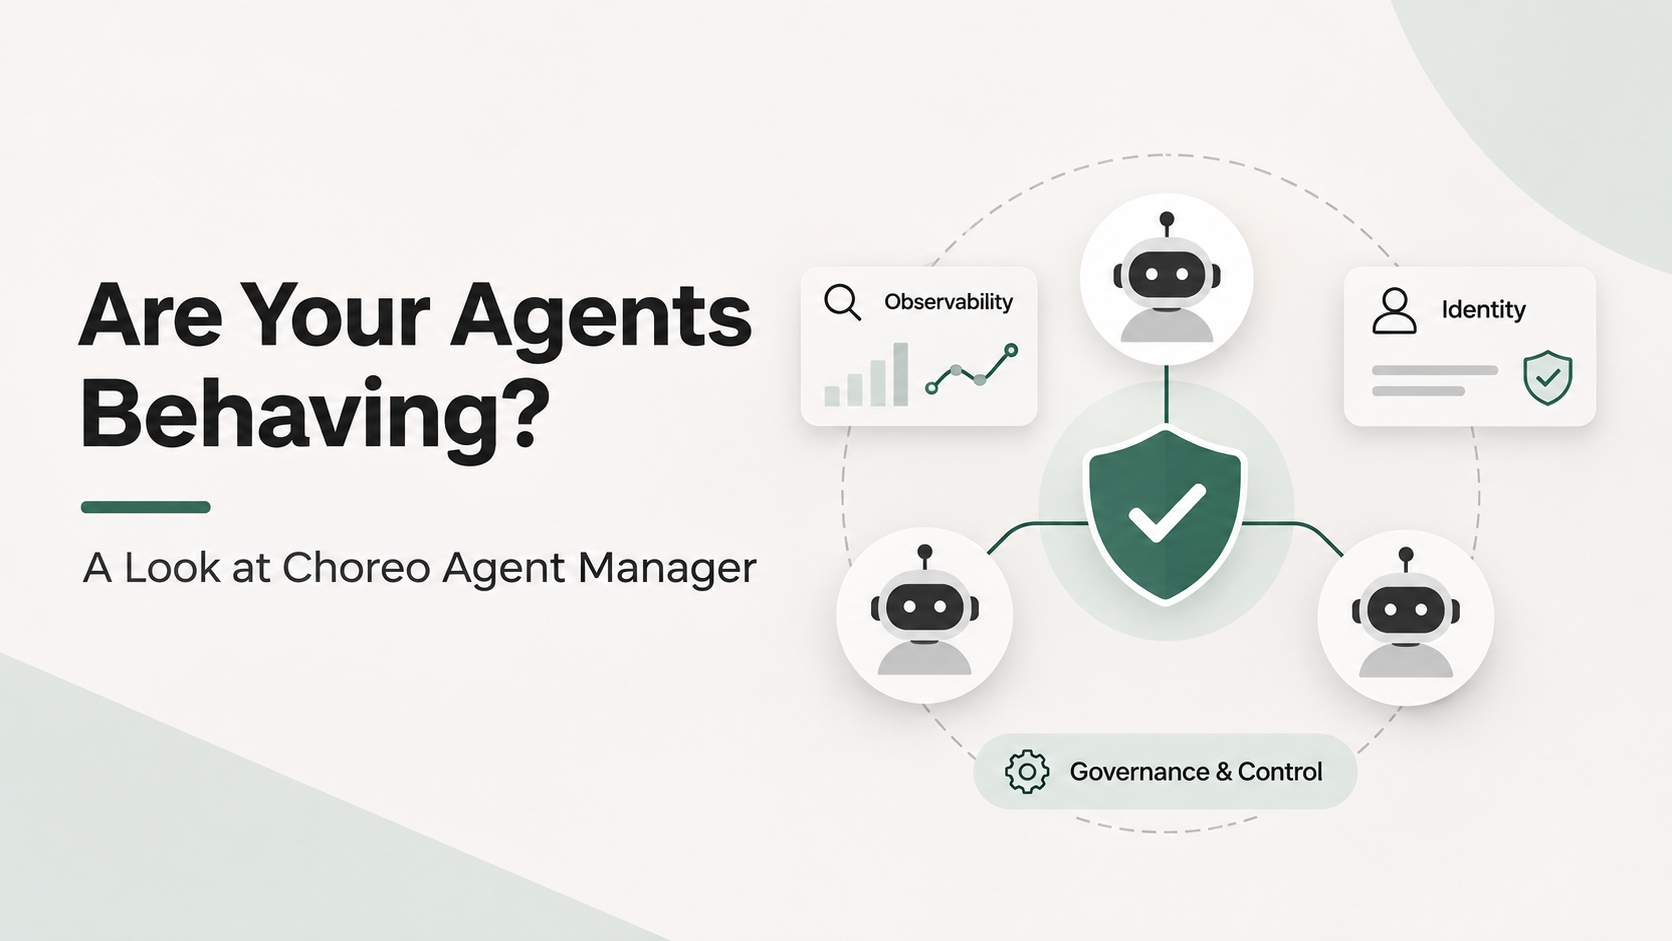 Are Your Agents
Behaving?
A Look at Choreo Agent Manager
Observability
Identity
Governance & Control